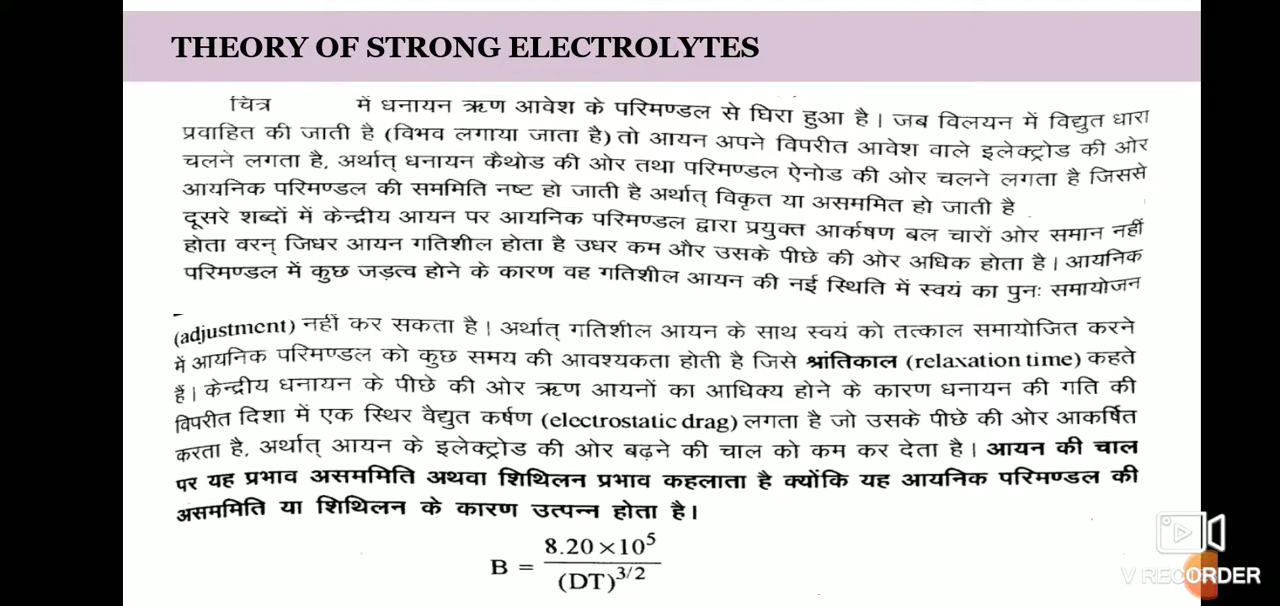 THEORY OF STRONG ELECTROLYTES
चित्र में धनायन ऋण आवेश के परिमण्डल से घिरा हुआ है। जब विलयन में विद्युत धारा
प्रवाहित की जाती है (विभव लगाया जाता है) तो आयन अपने विपरीत आवेश वाले इलेक्ट्रोड की ओर
चलने लगता है, अर्थात् धनायन कैथोड की ओर तथा परिमण्डल ऐनोड की ओर चलने लगता है जिससे
आयनिक परिमण्डल की सममिति नष्ट हो जाती है अर्थात् विकृत या असममित हो जाती है
दूसरे शब्दों में केन्द्रीय आयन पर आयनिक परिमण्डल द्वारा प्रयुक्त आर्कषण बल चारों ओर समान नहीं
होता वरन् जिधर आयन गतिशील होता है उधर कम और उसके पीछे की ओर अधिक होता है। आयनिक
परिमण्डल में कुछ जड़त्व होने के कारण वह गतिशील आयन की नई स्थिति में स्वयं का पुनः समायोजन
(adjustment) नहीं कर सकता है। अर्थात् गतिशील आयन के साथ स्वयं को तत्काल समायोजित करने
में आयनिक परिमण्डल को कुछ समय की आवश्यकता होती है जिसे श्रांतिकाल (relaxation time) कहते
हैं। केन्द्रीय धनायन के पीछे की ओर ऋण आयनों का आधिक्य होने के कारण धनायन की गति की
विपरीत दिशा में एक स्थिर वैद्युत कर्षण (electrostatic drag) लगता है जो उसके पीछे की ओर आकर्षित
करता है, अर्थात् आयन के इलेक्ट्रोड की ओर बढ़ने की चाल को कम कर देता है। आयन की चाल
पर यह प्रभाव असममिति अथवा शिथिलन प्रभाव कहलाता है क्योंकि यह आयनिक परिमण्डल की
असममिति या शिथिलन के कारण उत्पन्न होता है।
B = 8.20 × 10⁵ / (DT)^3/2
V RECORDER